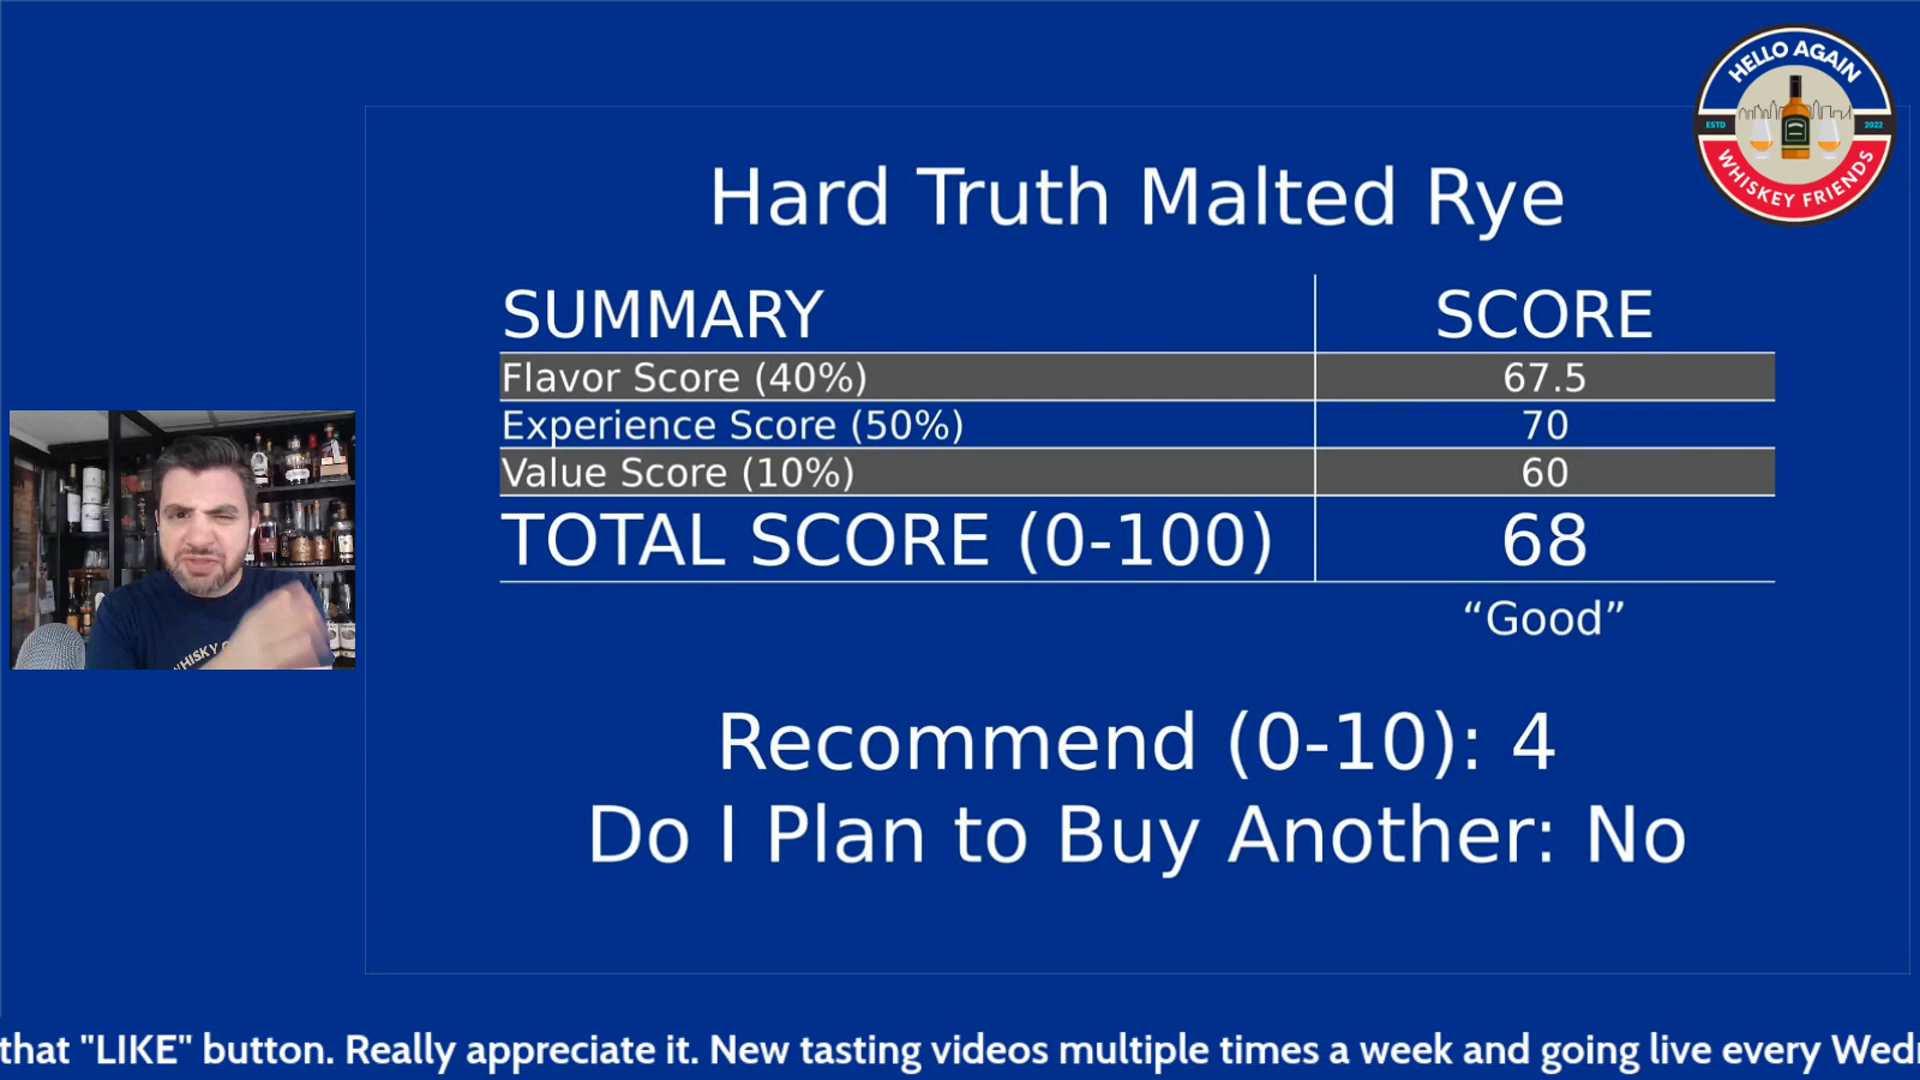 HELLO AGAIN
ESTD
2022
WHISKEY FRIENDS
Hard Truth Malted Rye
SUMMARY SCORE
Flavor Score (40%) 67.5
Experience Score (50%) 70
Value Score (10%) 60
TOTAL SCORE (0-100) 68
“Good”
HISKY
Recommend (0-10): 4
Do I Plan to Buy Another: No
that "LIKE" button. Really appreciate it. New tasting videos multiple times a week and going live every Wed